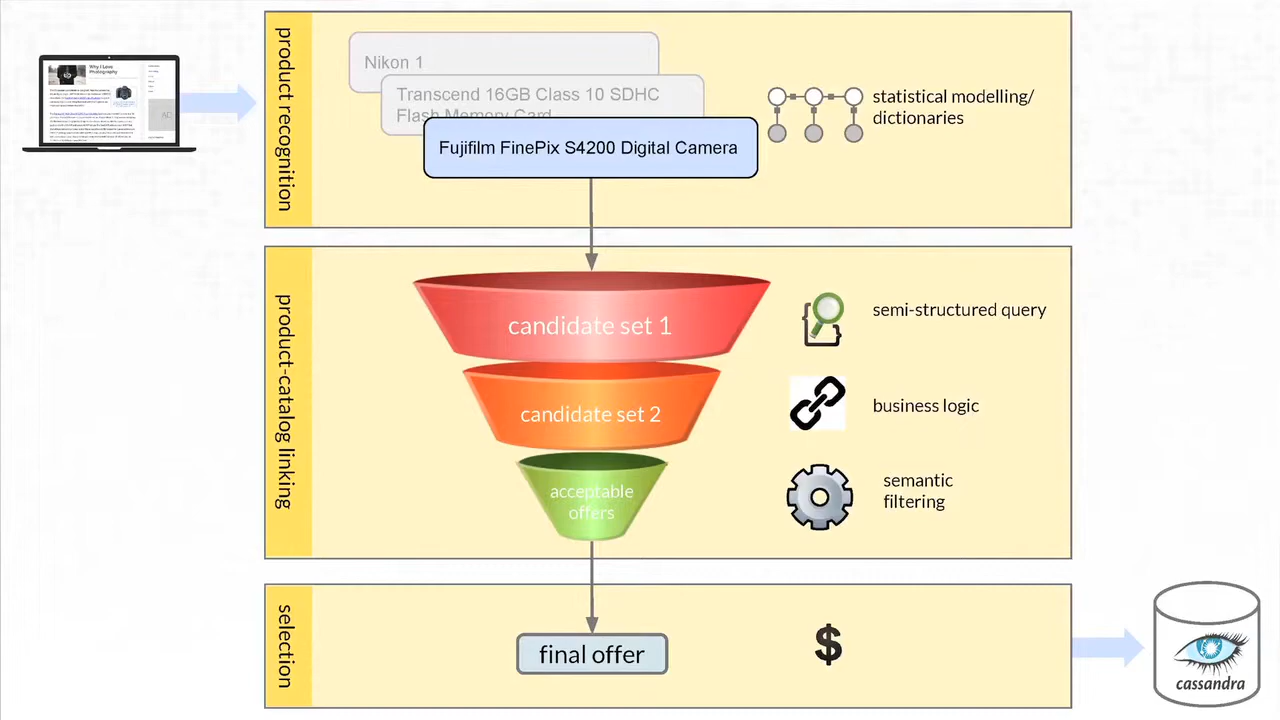 product recognition
Nikon 1
Transcend 16GB Class 10 SDHC
Flash Memory Card
Fujifilm FinePix S4200 Digital Camera
statistical modelling/
dictionaries
Why I Love
Photography
AD
product-catalog linking
candidate set 1
candidate set 2
acceptable
offers
semi-structured query
business logic
semantic
filtering
selection
final offer
$
cassandra